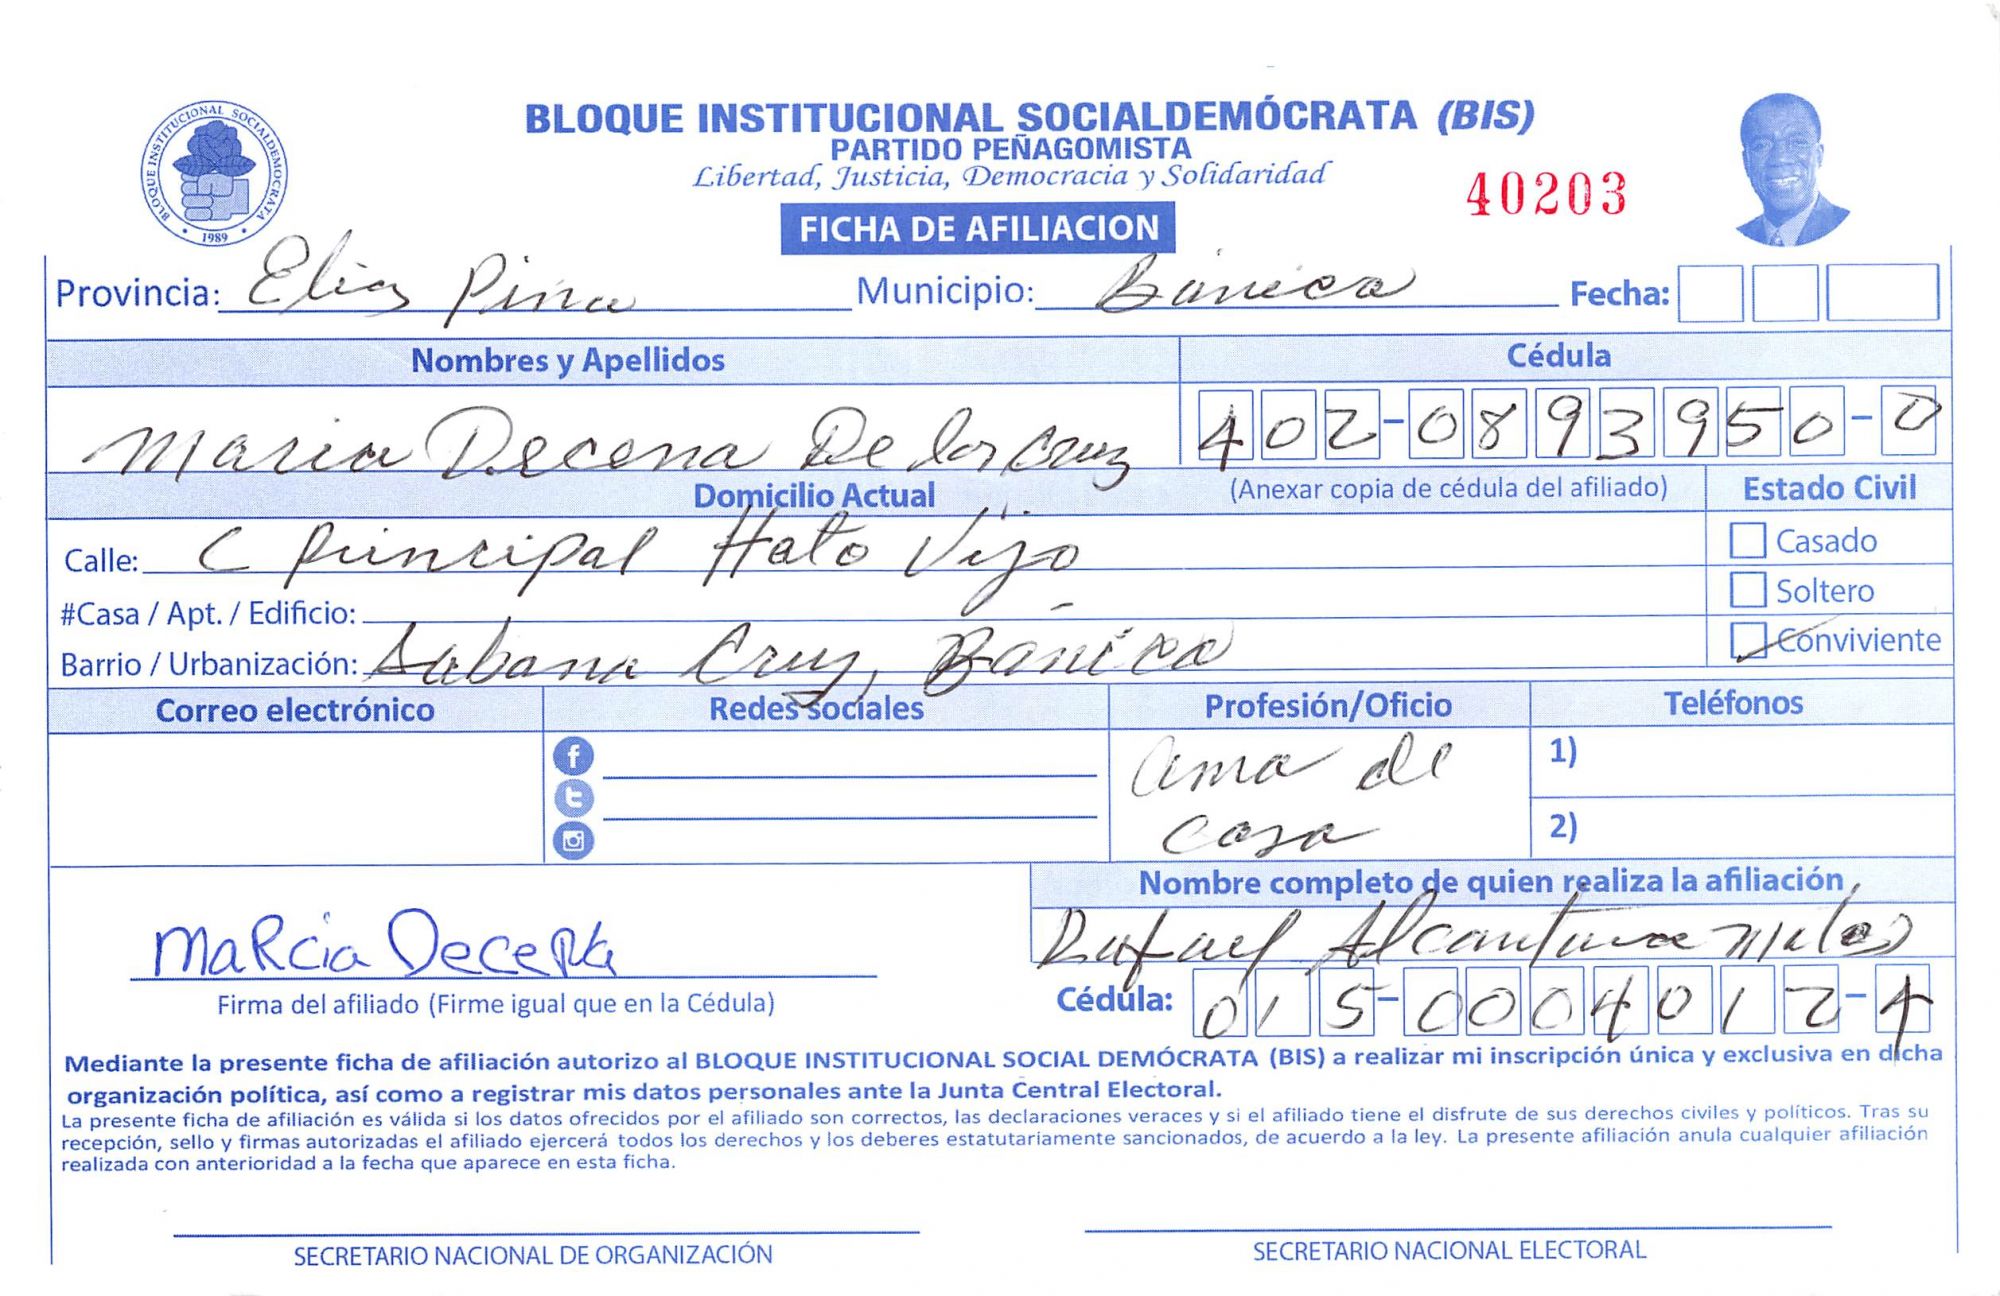 BLOQUE INSTITUCIONAL SOCIALDEMÓCRATA (BIS)
PARTIDO PEÑAGOMISTA
Libertad, Justicia, Democracia y Solidaridad
40203
FICHA DE AFILIACION
BLOQUE INSTITUCIONAL SOCIALDEMOCRATA
1989
Provincia: Elias Pina Municipio: Bánica Fecha:
Nombres y Apellidos Cédula
Maria Decena De los Cruz 402-0893950-0
Domicilio Actual (Anexar copia de cédula del afiliado) Estado Civil
Calle: C Principal Hato Viejo Casado
#Casa / Apt. / Edificio: Soltero
Barrio / Urbanización: Sabana Cruz, Bánica Conviviente
Correo electrónico Redes sociales Profesión/Oficio Teléfonos
ama de casa
1)
2)
Nombre completo de quien realiza la afiliación
Rafael Alcantara
MaRcia Decena
Firma del afiliado (Firme igual que en la Cédula)
Cédula: 015-0004012-4
Mediante la presente ficha de afiliación autorizo al BLOQUE INSTITUCIONAL SOCIAL DEMÓCRATA (BIS) a realizar mi inscripción única y exclusiva en dicha
organización política, así como a registrar mis datos personales ante la Junta Central Electoral.
La presente ficha de afiliación es válida si los datos ofrecidos por el afiliado son correctos, las declaraciones veraces y si el afiliado tiene el disfrute de sus derechos civiles y políticos. Tras su
recepción, sello y firmas autorizadas el afiliado ejercerá todos los derechos y los deberes estatutariamente sancionados, de acuerdo a la ley. La presente afiliación anula cualquier afiliación
realizada con anterioridad a la fecha que aparece en esta ficha.
SECRETARIO NACIONAL DE ORGANIZACIÓN
SECRETARIO NACIONAL ELECTORAL